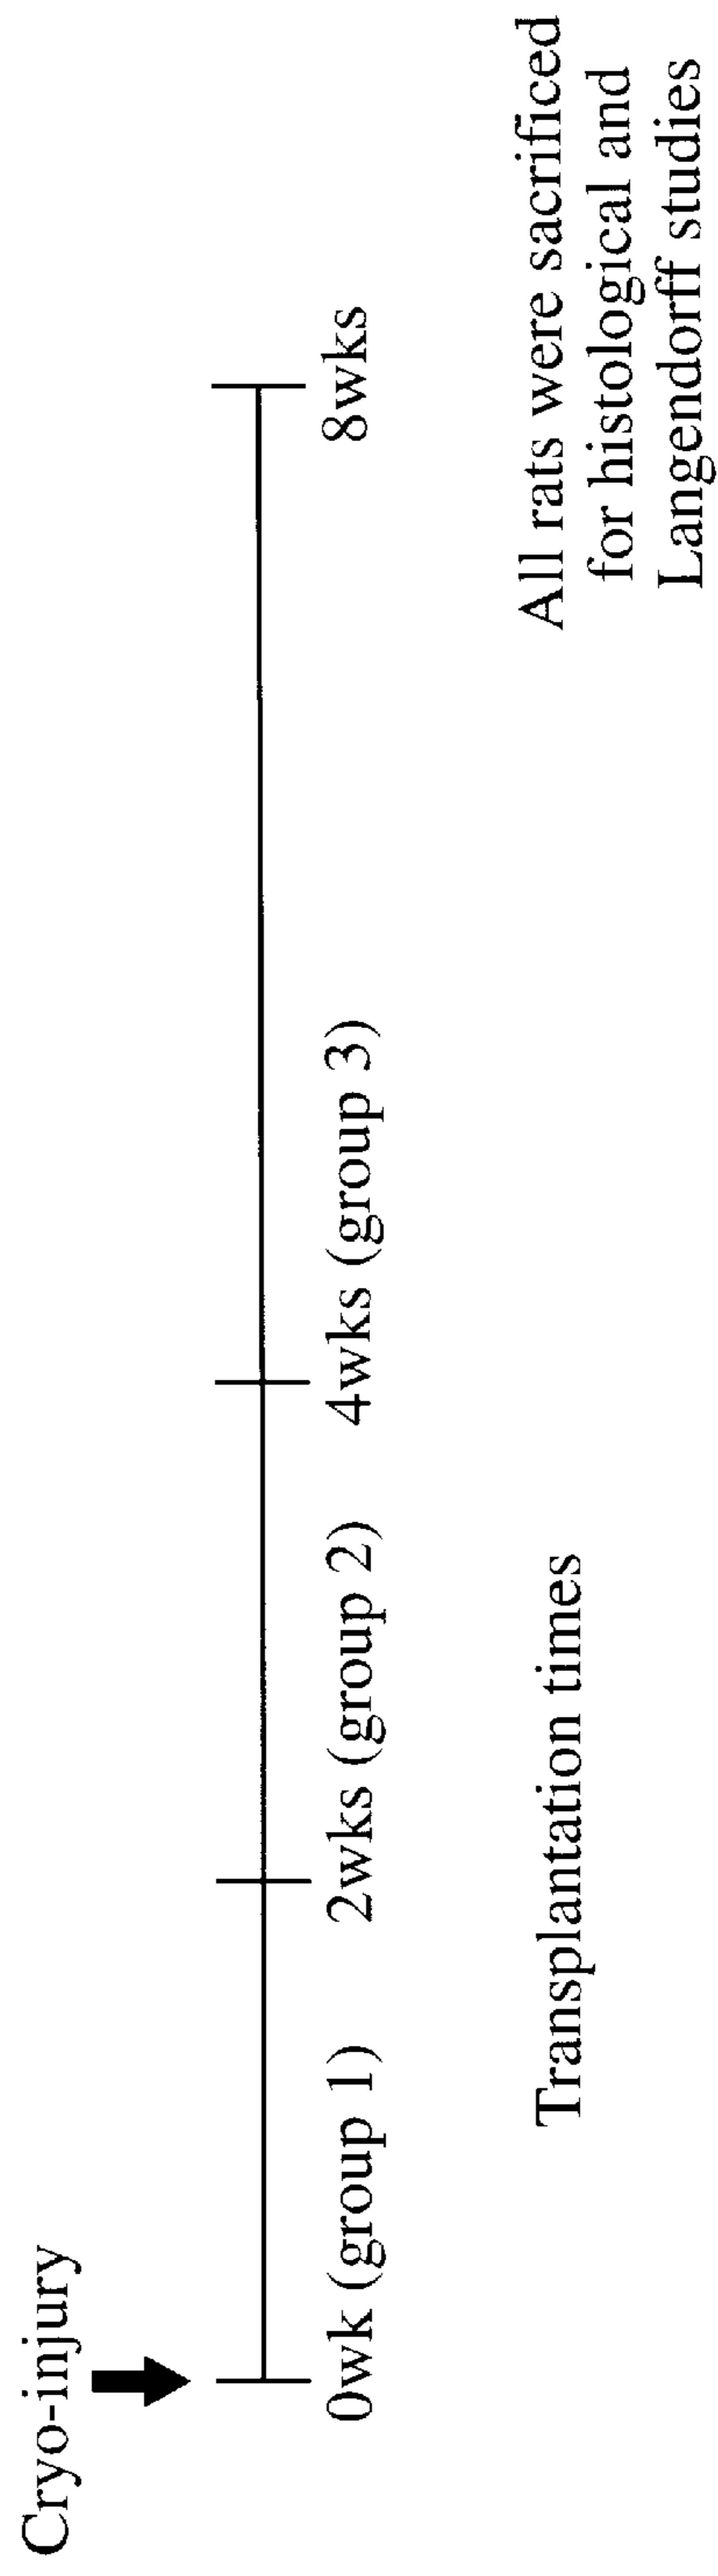 Cryo-injury
0wk (group 1)
2wks (group 2)
4wks (group 3)
8wks
Transplantation times
All rats were sacrificed
for histological and
Langendorff studies